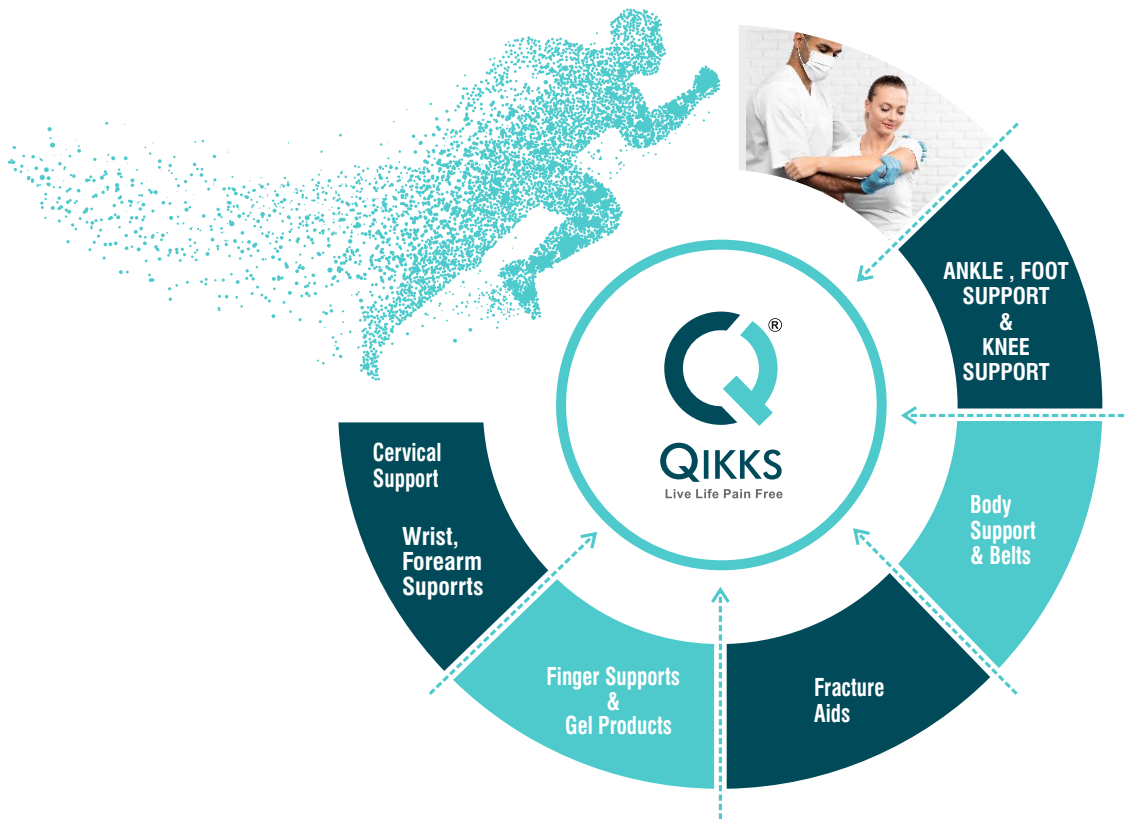 ANKLE , FOOT
SUPPORT
&
KNEE
SUPPORT
®
QIKKS
Live Life Pain Free
Cervical
Support
Wrist,
Forearm
Suporrts
Body
Support
& Belts
Finger Supports
&
Gel Products
Fracture
Aids